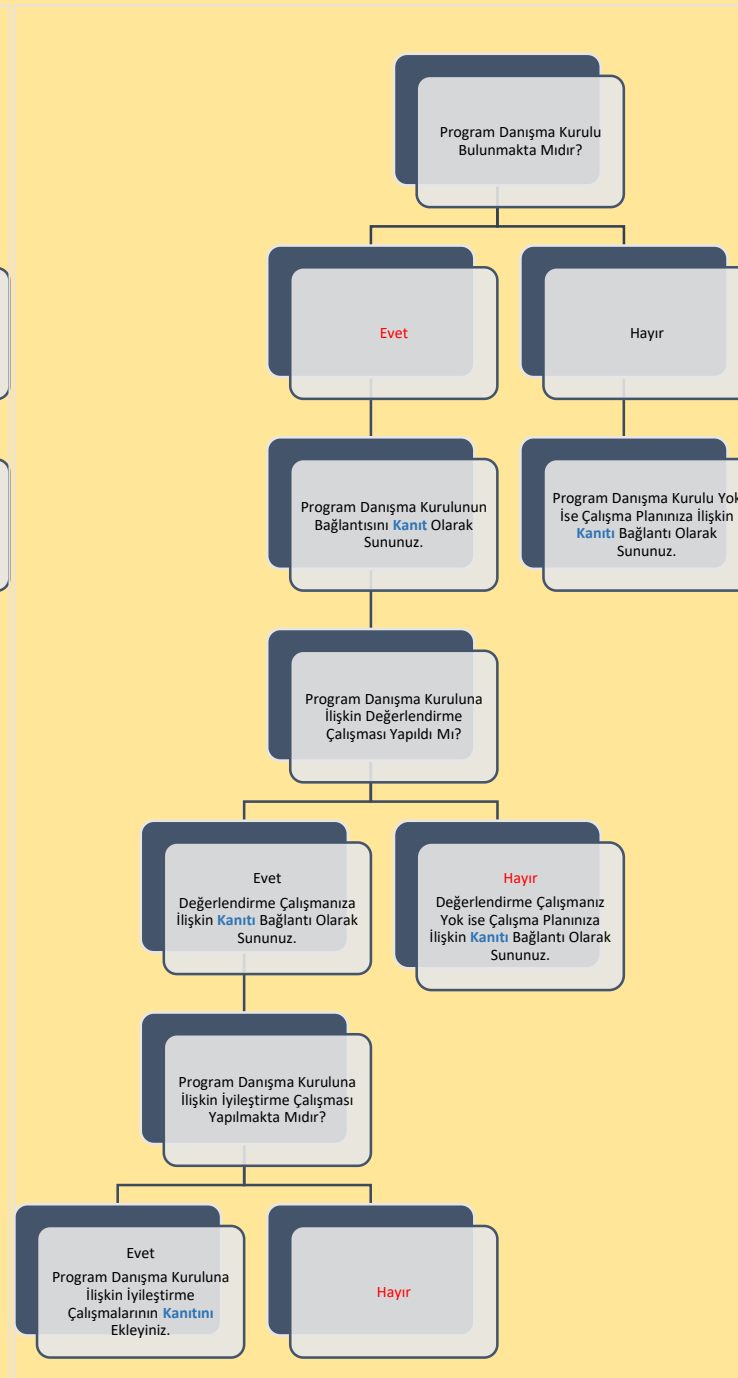 Program Danışma Kurulu
Bulunmakta Mıdır?
Evet
Hayır
Program Danışma Kurulunun
Bağlantısını Kanıt Olarak
Sununuz.
Program Danışma Kurulu Yok
İse Çalışma Planınıza İlişkin
Kanıtı Bağlantı Olarak
Sununuz.
Program Danışma Kuruluna
İlişkin Değerlendirme
Çalışması Yapıldı Mı?
Evet
Değerlendirme Çalışmanıza
İlişkin Kanıtı Bağlantı Olarak
Sununuz.
Hayır
Değerlendirme Çalışmanız
Yok ise Çalışma Planınıza
İlişkin Kanıtı Bağlantı Olarak
Sununuz.
Program Danışma Kuruluna
İlişkin İyileştirme Çalışması
Yapılmakta Mıdır?
Evet
Program Danışma Kuruluna
İlişkin İyileştirme
Çalışmalarının Kanıtını
Ekleyiniz.
Hayır